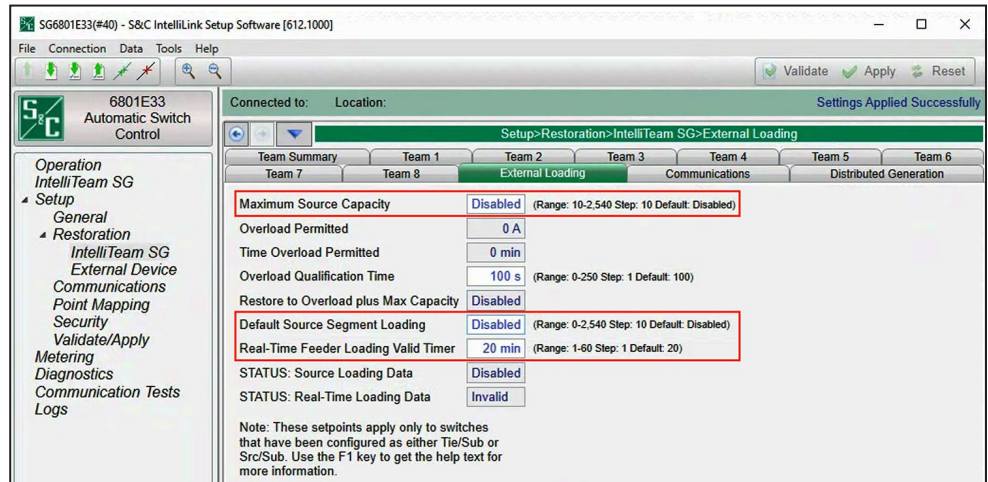 SG6801E33(#40) - S&C IntelliLink Setup Software [612.1000]
File Connection Data Tools Help
Validate Apply Reset
S&C
6801E33
Automatic Switch
Control
Connected to: Location: Settings Applied Successfully
Setup>Restoration>IntelliTeam SG>External Loading
Team Summary Team 1 Team 2 Team 3 Team 4 Team 5 Team 6
Team 7 Team 8 External Loading Communications Distributed Generation
Operation
IntelliTeam SG
Setup
General
Restoration
IntelliTeam SG
External Device
Communications
Point Mapping
Security
Validate/Apply
Metering
Diagnostics
Communication Tests
Logs
Maximum Source Capacity Disabled (Range: 10-2,540 Step: 10 Default: Disabled)
Overload Permitted 0 A
Time Overload Permitted 0 min
Overload Qualification Time 100 s (Range: 0-250 Step: 1 Default: 100)
Restore to Overload plus Max Capacity Disabled
Default Source Segment Loading Disabled (Range: 0-2,540 Step: 10 Default: Disabled)
Real-Time Feeder Loading Valid Timer 20 min (Range: 1-60 Step: 1 Default: 20)
STATUS: Source Loading Data Disabled
STATUS: Real-Time Loading Data Invalid
Note: These setpoints apply only to switches
that have been configured as either Tie/Sub or
Src/Sub. Use the F1 key to get the help text for
more information.